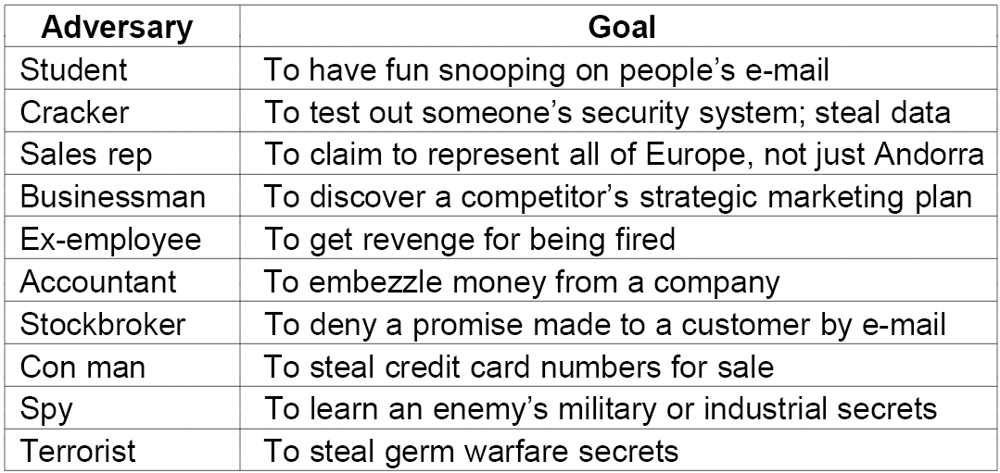 Adversary Goal
Student To have fun snooping on people’s e-mail
Cracker To test out someone’s security system; steal data
Sales rep To claim to represent all of Europe, not just Andorra
Businessman To discover a competitor’s strategic marketing plan
Ex-employee To get revenge for being fired
Accountant To embezzle money from a company
Stockbroker To deny a promise made to a customer by e-mail
Con man To steal credit card numbers for sale
Spy To learn an enemy’s military or industrial secrets
Terrorist To steal germ warfare secrets